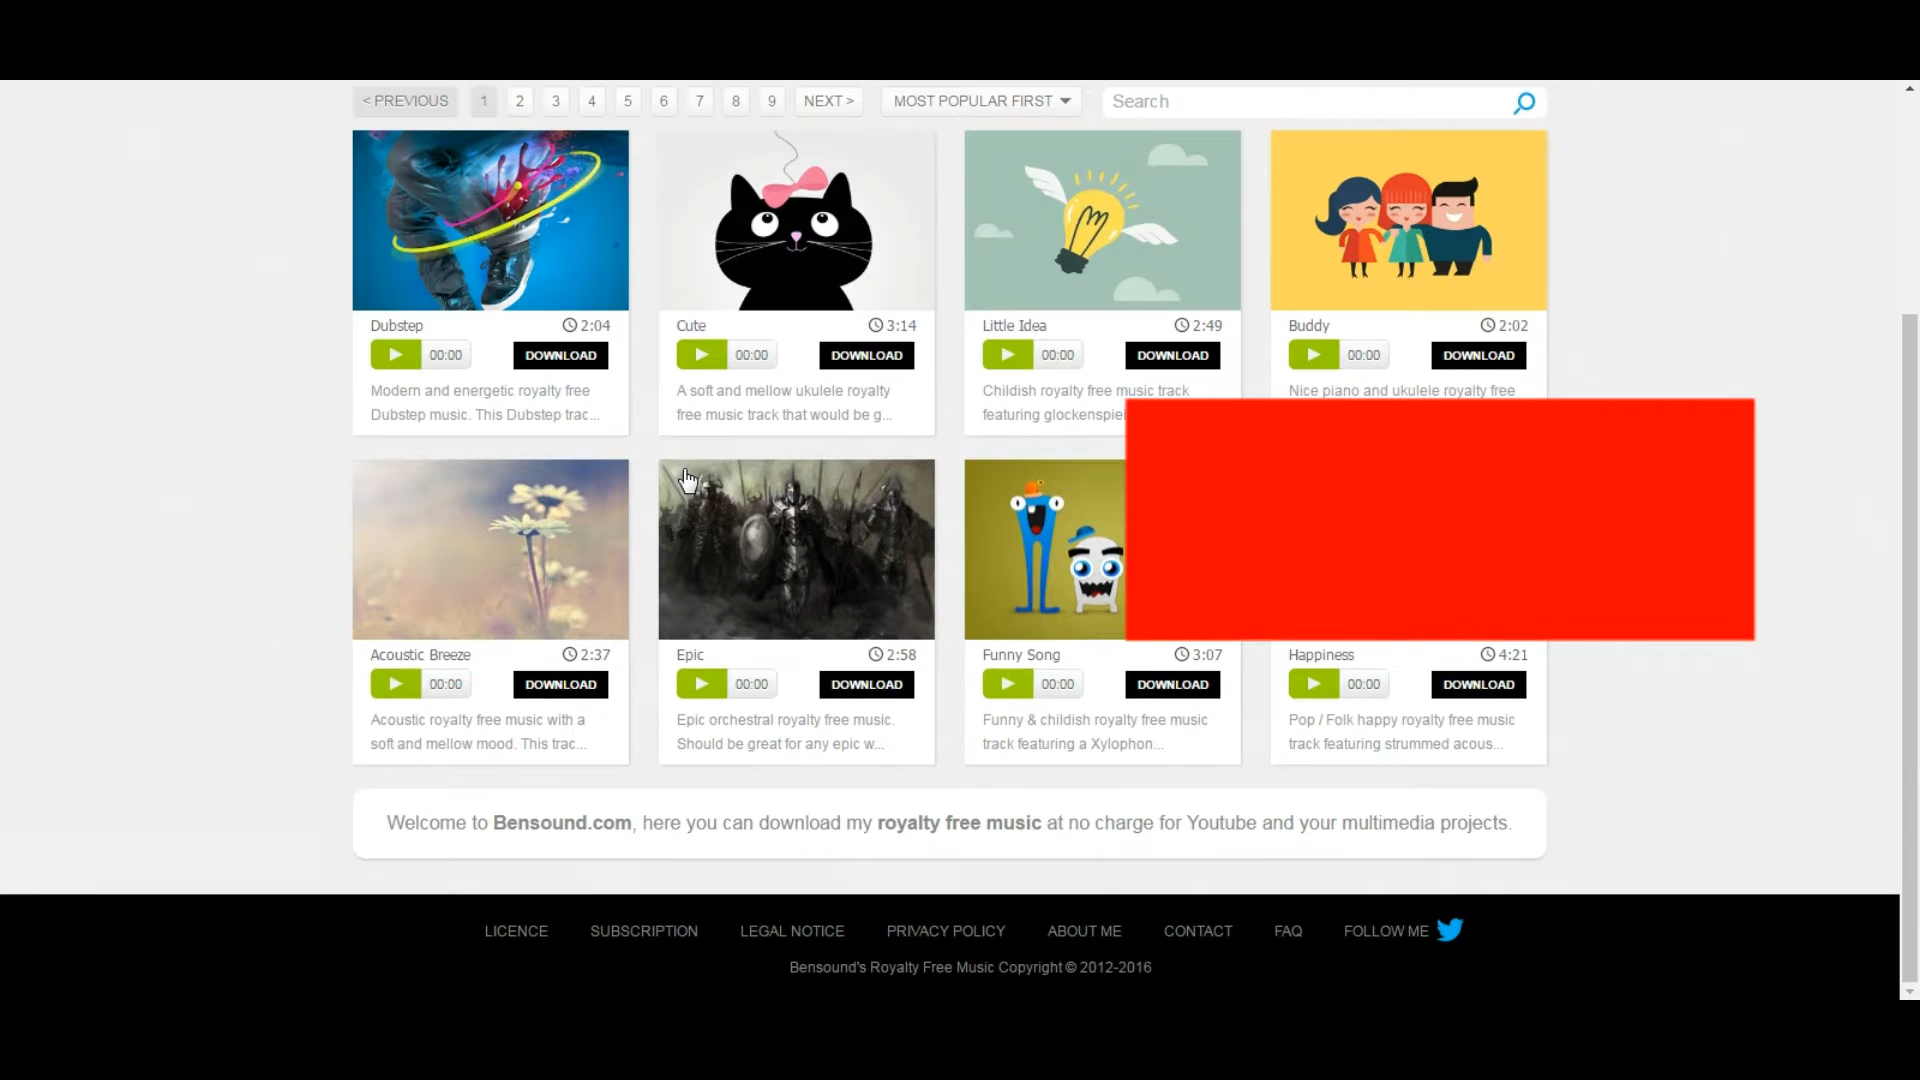 < PREVIOUS 1 2 3 4 5 6 7 8 9 NEXT > MOST POPULAR FIRST Search
Dubstep 2:04
00:00 DOWNLOAD
Modern and energetic royalty free
Dubstep music. This Dubstep trac...
Cute 3:14
00:00 DOWNLOAD
A soft and mellow ukulele royalty
free music track that would be g...
Little Idea 2:49
00:00 DOWNLOAD
Childish royalty free music track
featuring glockenspiel
Buddy 2:02
00:00 DOWNLOAD
Nice piano and ukulele royalty free
Acoustic Breeze 2:37
00:00 DOWNLOAD
Acoustic royalty free music with a
soft and mellow mood. This trac...
Epic 2:58
00:00 DOWNLOAD
Epic orchestral royalty free music.
Should be great for any epic w...
Funny Song 3:07
00:00 DOWNLOAD
Funny & childish royalty free music
track featuring a Xylophon...
Happiness 4:21
00:00 DOWNLOAD
Pop / Folk happy royalty free music
track featuring strummed acous...
Welcome to Bensound.com, here you can download my royalty free music at no charge for Youtube and your multimedia projects.
LICENCE SUBSCRIPTION LEGAL NOTICE PRIVACY POLICY ABOUT ME CONTACT FAQ FOLLOW ME
Bensound's Royalty Free Music Copyright © 2012-2016